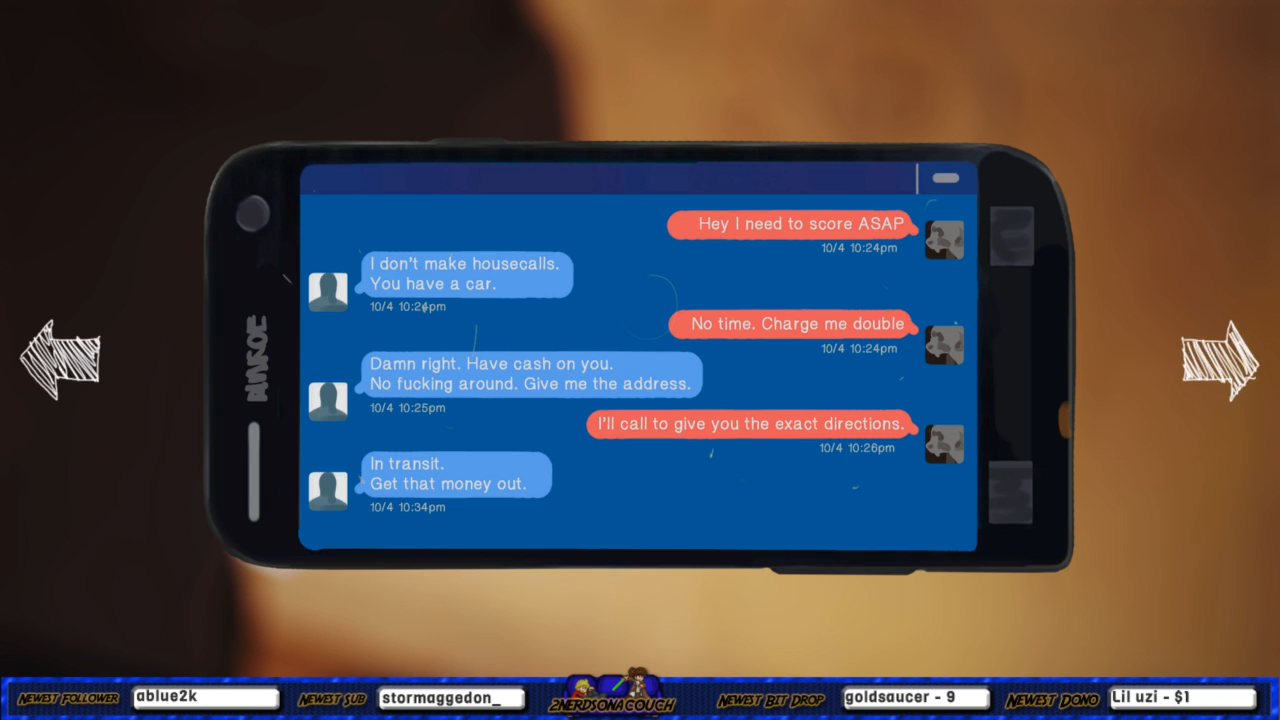 Hey I need to score ASAP
10/4 10:24pm
I don't make housecalls.
You have a car.
10/4 10:24pm
No time. Charge me double
10/4 10:24pm
Damn right. Have cash on you.
No fucking around. Give me the address.
10/4 10:25pm
I'll call to give you the exact directions.
10/4 10:26pm
In transit.
Get that money out.
10/4 10:34pm
Newest Follower
ablue2k
Newest Sub
stormaggedon_
2NERDSONACOUCH
Newest Bit Drop
goldsaucer - 9
Newest Dono
Lil uzi - $1